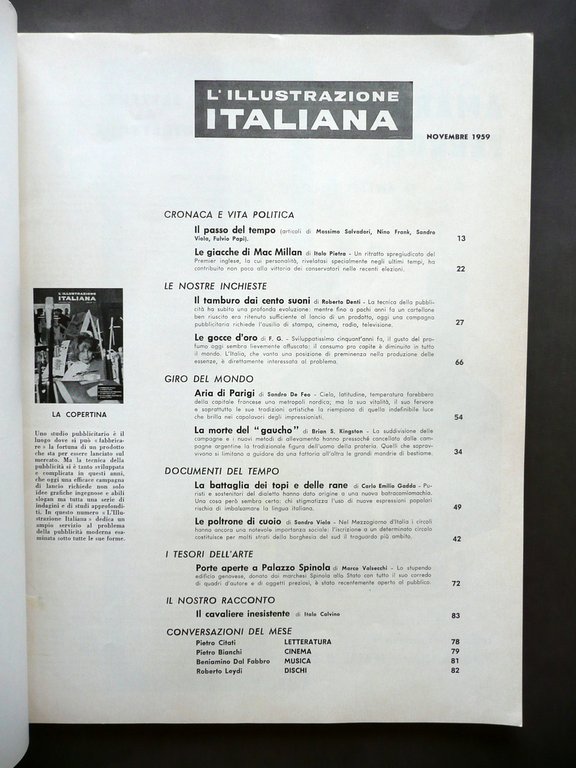 L'ILLUSTRAZIONE
ITALIANA
NOVEMBRE 1959
CRONACA E VITA POLITICA
Il passo del tempo (articoli di Massimo Salvadori, Nino Frank, Sandro
Viola, Fulvio Papi). 13
Le giacche di Mac Millan di Italo Pietra - Un ritratto spregiudicato del
Premier inglese, la cui personalità, rivelatasi specialmente negli ultimi tempi, ha
contribuito non poco alla vittoria dei conservatori nelle recenti elezioni. 22
LE NOSTRE INCHIESTE
Il tamburo dai cento suoni di Roberto Denti - La tecnica della pubbli-
cità ha subito una profonda evoluzione: mentre fino a pochi anni fa un cartellone
ben riuscito era ritenuto sufficiente al lancio di un prodotto, oggi una campagna
pubblicitaria richiede l'ausilio di stampa, cinema, radio, televisione. 27
Le gocce d'oro di F. G. - Sviluppatissimo cinquant'anni fa, il gusto del pro-
fumo oggi sembra lievemente offuscato: il consumo pro capite è diminuito in tutto
il mondo. L'Italia, che vanta una posizione di preminenza nella produzione delle
essenze, è direttamente interessata al problema. 66
GIRO DEL MONDO
Aria di Parigi di Sandro De Feo - Cielo, latitudine, temperatura farebbero
della capitale francese una metropoli nordica; ma la sua vitalità, il suo fervore
e soprattutto le sue tradizioni artistiche la riempiono di quella indefinibile luce
che brilla nei capolavori degli impressionisti. 54
La morte del "gaucho" di Brian S. Kingston - La suddivisione delle
campagne e i nuovi metodi di allevamento hanno pressoché cancellato dalle cam-
pagne argentine la tradizionale figura dell'uomo della prateria. Quelli che soprav-
vivono si limitano a guidare da una fattoria all'altra le grandi mandrie di bestiame. 34
DOCUMENTI DEL TEMPO
La battaglia dei topi e delle rane di Carlo Emilio Gadda - Pu-
risti e sostenitori del dialetto hanno dato origine a una nuova batracomiomachia.
Una cosa però sembra certa: chi stigmatizza l'uso di nuove espressioni popolari
rischia di imbalsamare la lingua italiana. 49
Le poltrone di cuoio di Sandro Viola - Nel Mezzogiorno d'Italia i circoli
hanno ancora una notevole importanza sociale: l'iscrizione a un determinato circolo
costituisce per molti strati della borghesia del sud il traguardo più ambito. 42
I TESORI DELL'ARTE
Porte aperte a Palazzo Spinola di Marco Valsecchi - Lo stupendo
edificio genovese, donato dai marchesi Spinola allo Stato con tutto il suo corredo
di quadri d'autore e di oggetti preziosi, è stato recentemente aperto al pubblico. 72
IL NOSTRO RACCONTO
Il cavaliere inesistente di Italo Calvino 83
CONVERSAZIONI DEL MESE
Pietro Citati LETTERATURA 78
Pietro Bianchi CINEMA 79
Beniamino Dal Fabbro MUSICA 81
Roberto Leydi DISCHI 82
L'ILLUSTRAZIONE
ITALIANA
LA COPERTINA
Uno studio pubblicitario è il
luogo dove si può « fabbrica-
re » la fortuna di un prodotto
che sta per essere lanciato sul
mercato. Ma la tecnica della
pubblicità si è tanto sviluppata
e complicata in questi anni,
che oggi una efficace campagna
di lancio richiede non solo
idee grafiche ingegnose e abili
slogan ma tutta una serie di
indagini e di studi approfondi-
ti. In questo numero « L'Illu-
strazione Italiana » dedica un
ampio servizio al problema
della pubblicità moderna esa-
minata sotto tutte le sue forme.